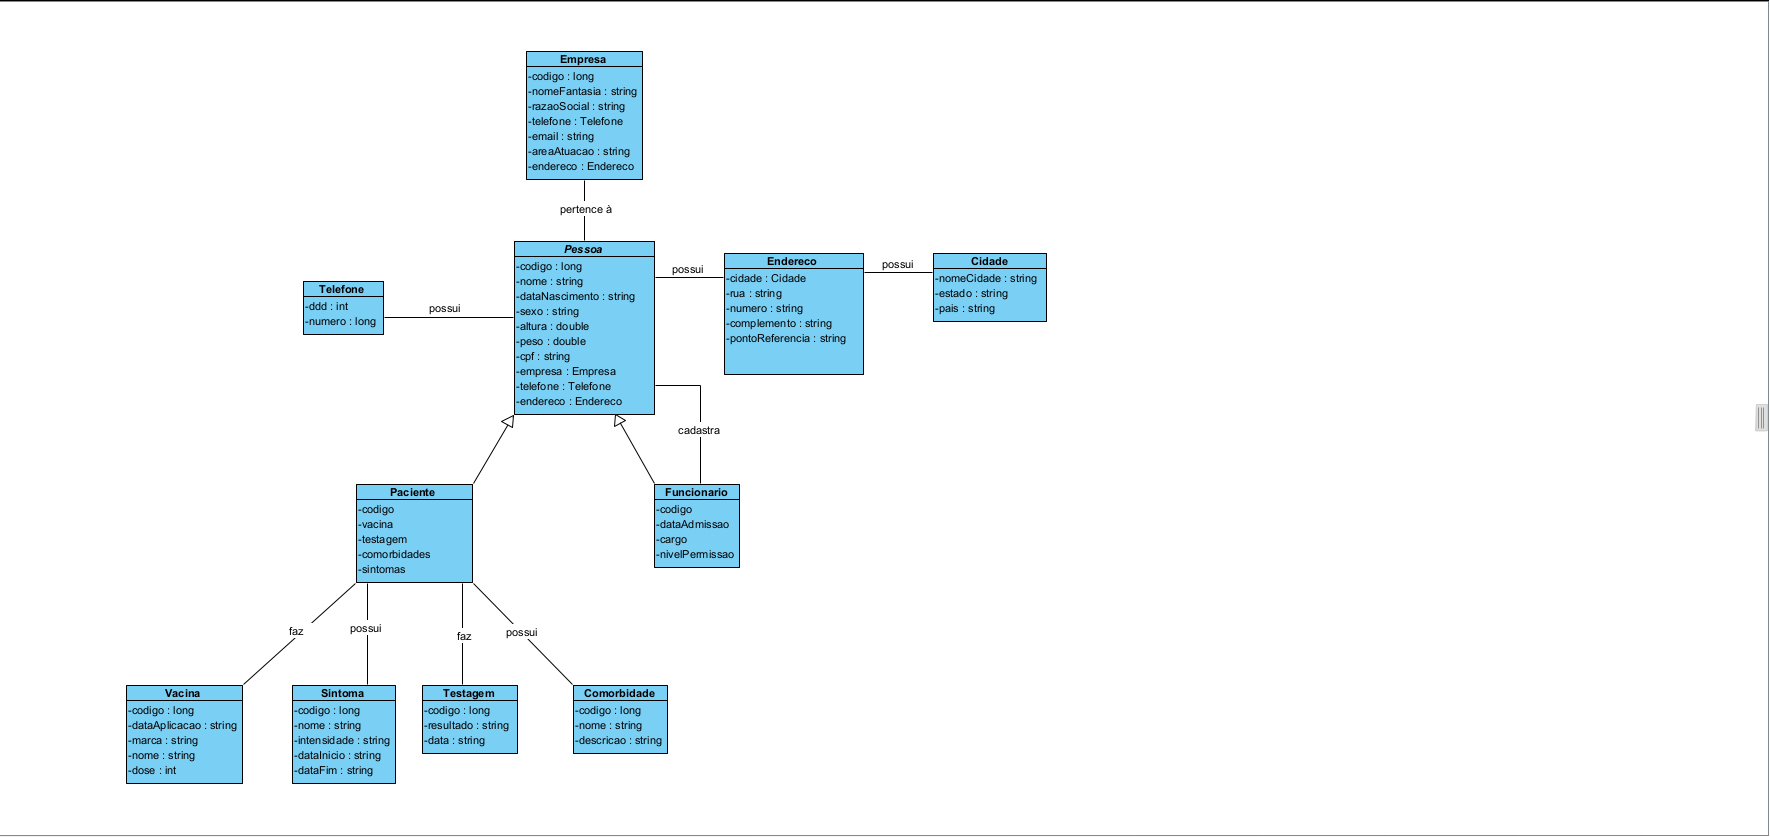 Empresa
-codigo : long
-nomeFantasia : string
-razaoSocial : string
-telefone : Telefone
-email : string
-areaAtuacao : string
-endereco : Endereco
pertence à
Pessoa
-codigo : long
-nome : string
-dataNascimento : string
-sexo : string
-altura : double
-peso : double
-cpf : string
-empresa : Empresa
-telefone : Telefone
-endereco : Endereco
possui
Endereco
-cidade : Cidade
-rua : string
-numero : string
-complemento : string
-pontoReferencia : string
possui
Cidade
-nomeCidade : string
-estado : string
-pais : string
Telefone
-ddd : int
-numero : long
possui
cadastra
Paciente
-codigo
-vacina
-testagem
-comorbidades
-sintomas
Funcionario
-codigo
-dataAdmissao
-cargo
-nivelPermissao
faz
possui
faz
possui
Vacina
-codigo : long
-dataAplicacao : string
-marca : string
-nome : string
-dose : int
Sintoma
-codigo : long
-nome : string
-intensidade : string
-dataInicio : string
-dataFim : string
Testagem
-codigo : long
-resultado : string
-data : string
Comorbidade
-codigo : long
-nome : string
-descricao : string